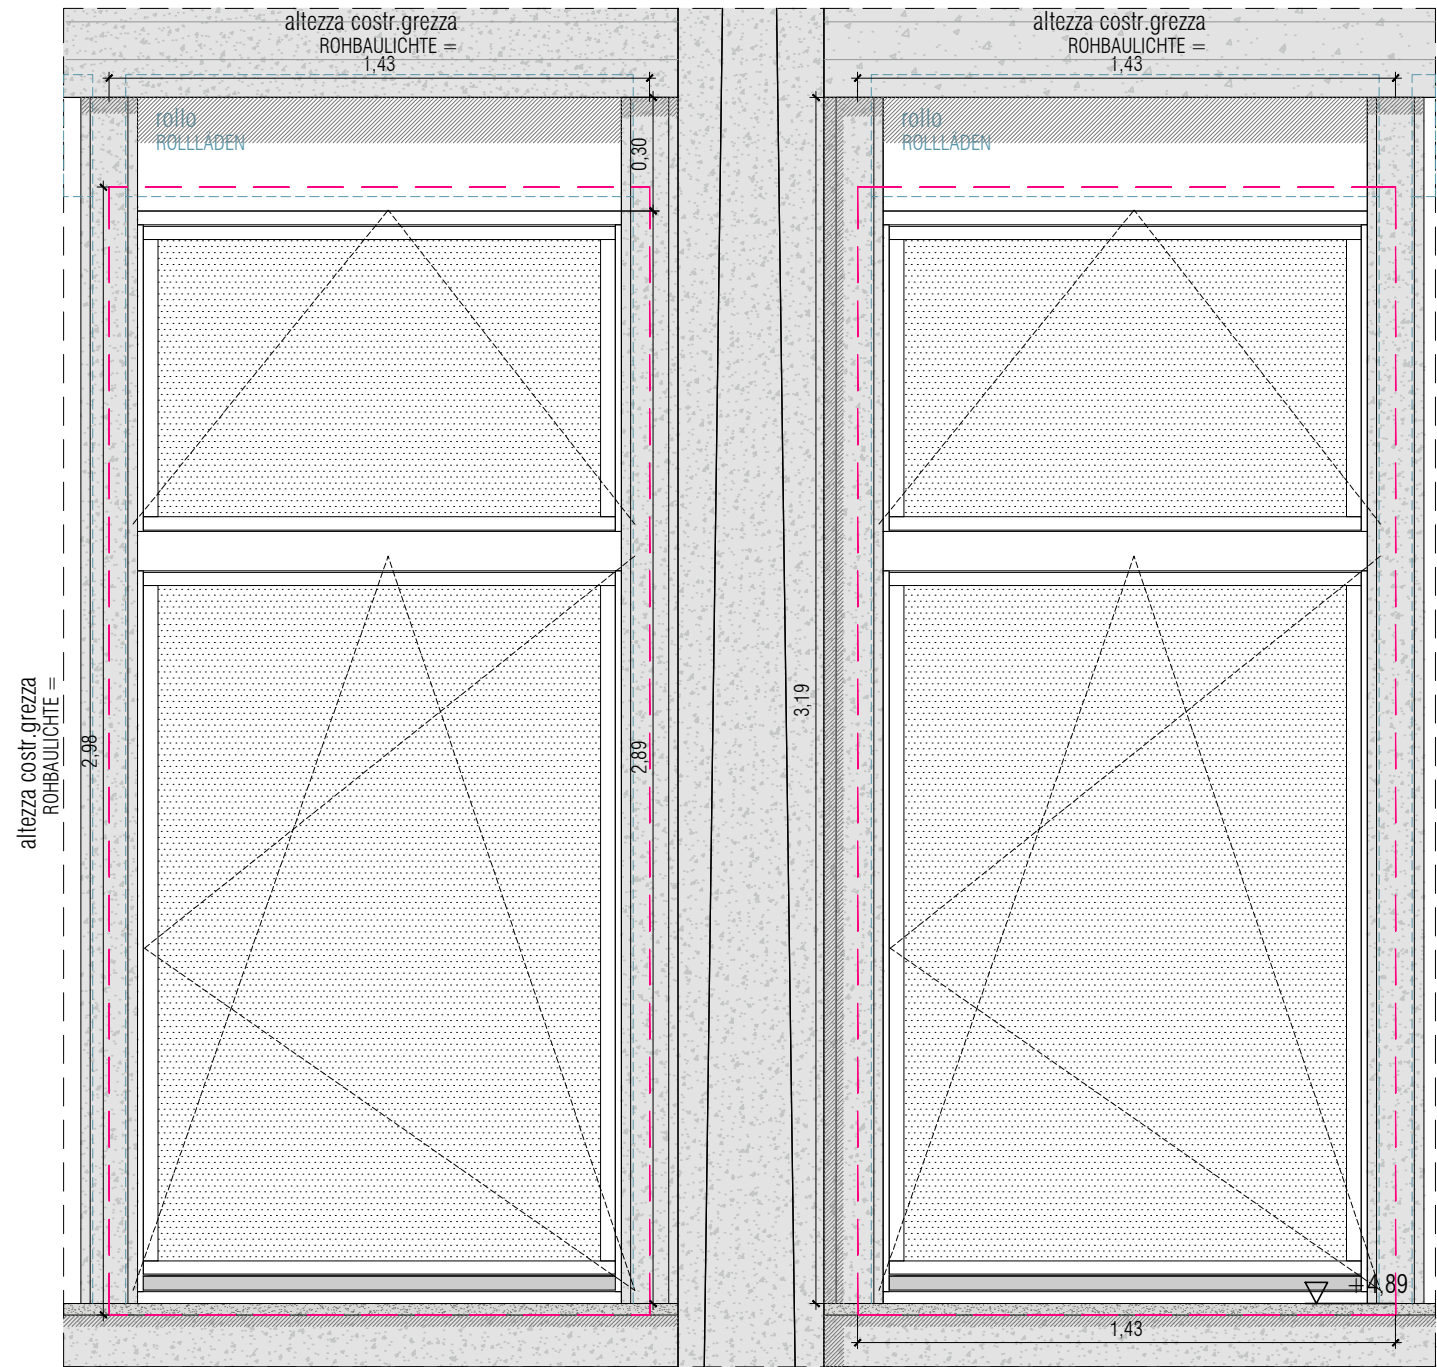 altezza costr.grezza
ROHBAULICHTE =
1,43
altezza costr.grezza
ROHBAULICHTE =
1,43
rollo
ROLLLÄDEN
rollo
ROLLLÄDEN
0,30
altezza costr.grezza
ROHBAULICHTE =
2,98
2,89
3,19
+4,89
1,43